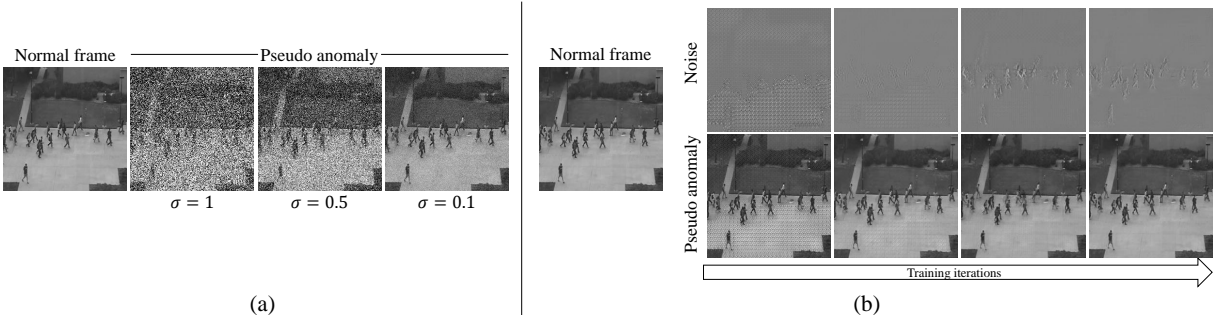 Normal frame
Pseudo anomaly
σ = 1
σ = 0.5
σ = 0.1
(a)
Normal frame
Noise
Pseudo anomaly
Training iterations
(b)